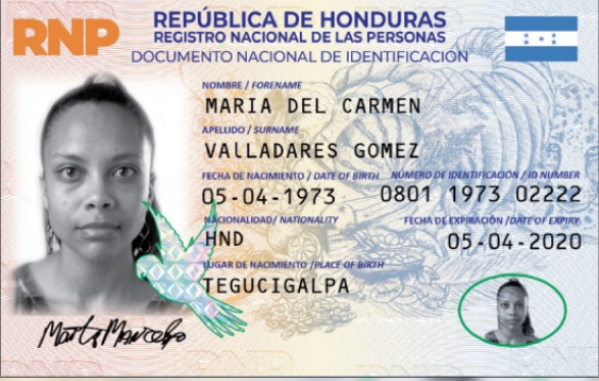 RNP
REPÚBLICA DE HONDURAS
REGISTRO NACIONAL DE LAS PERSONAS
DOCUMENTO NACIONAL DE IDENTIFICACIÓN
NOMBRE / FORENAME
MARIA DEL CARMEN
APELLIDO / SURNAME
VAllADARES GOMEZ
FECHA DE NACIMIENTO / DATE OF BIRTH NÚMERO DE IDENTIFICACIÓN / ID NUMBER
05-04-1973 0801 1973 02222
NACIONALIDAD/ NATIONALITY FECHA DE EXPIRACIÓN /DATE OF EXPIRY
HND 05-04-2020
LUGAR DE NACIMIENTO /PLACE OF BIRTH
TEGUCIGALPA
RNP